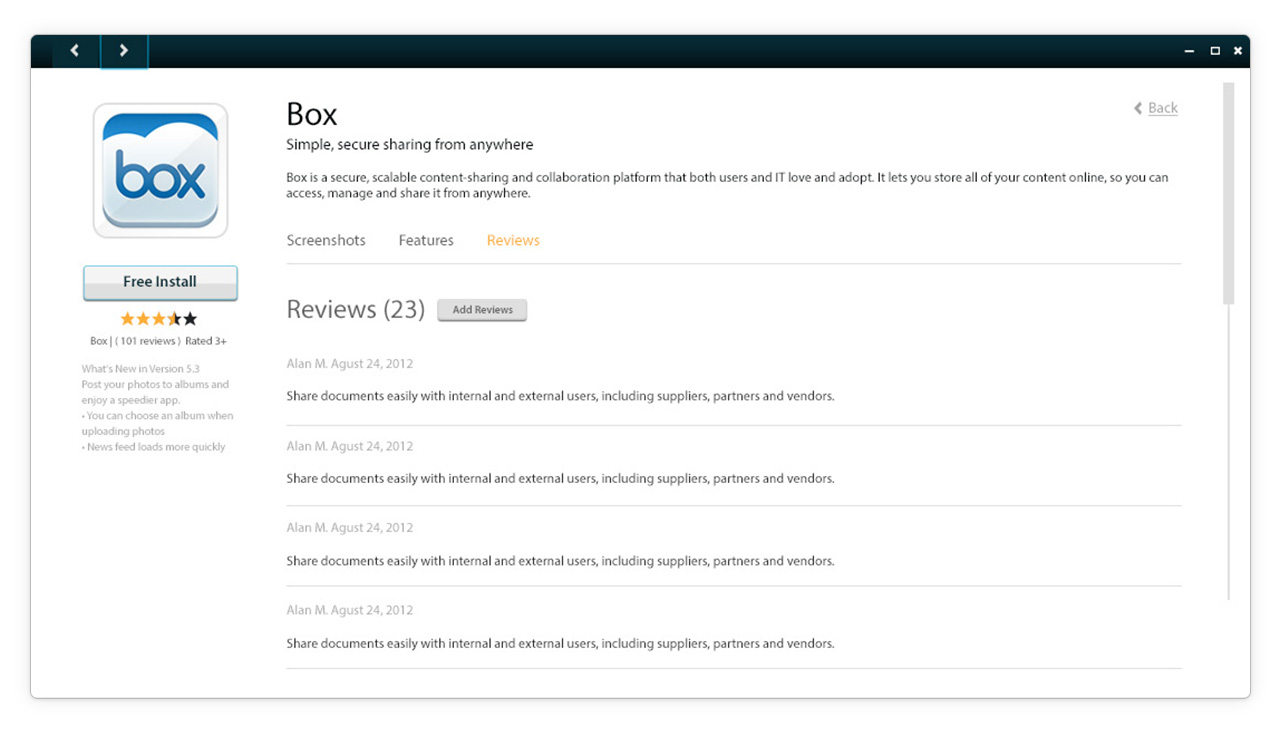 box
Free Install
Box | ( 101 reviews ) Rated 3+
What's New in Version 5.3
Post your photos to albums and
enjoy a speedier app.
• You can choose an album when
uploading photos
• News feed loads more quickly
Box
Back
Simple, secure sharing from anywhere
Box is a secure, scalable content-sharing and collaboration platform that both users and IT love and adopt. It lets you store all of your content online, so you can
access, manage and share it from anywhere.
Screenshots Features Reviews
Reviews (23) Add Reviews
Alan M. Agust 24, 2012
Share documents easily with internal and external users, including suppliers, partners and vendors.
Alan M. Agust 24, 2012
Share documents easily with internal and external users, including suppliers, partners and vendors.
Alan M. Agust 24, 2012
Share documents easily with internal and external users, including suppliers, partners and vendors.
Alan M. Agust 24, 2012
Share documents easily with internal and external users, including suppliers, partners and vendors.